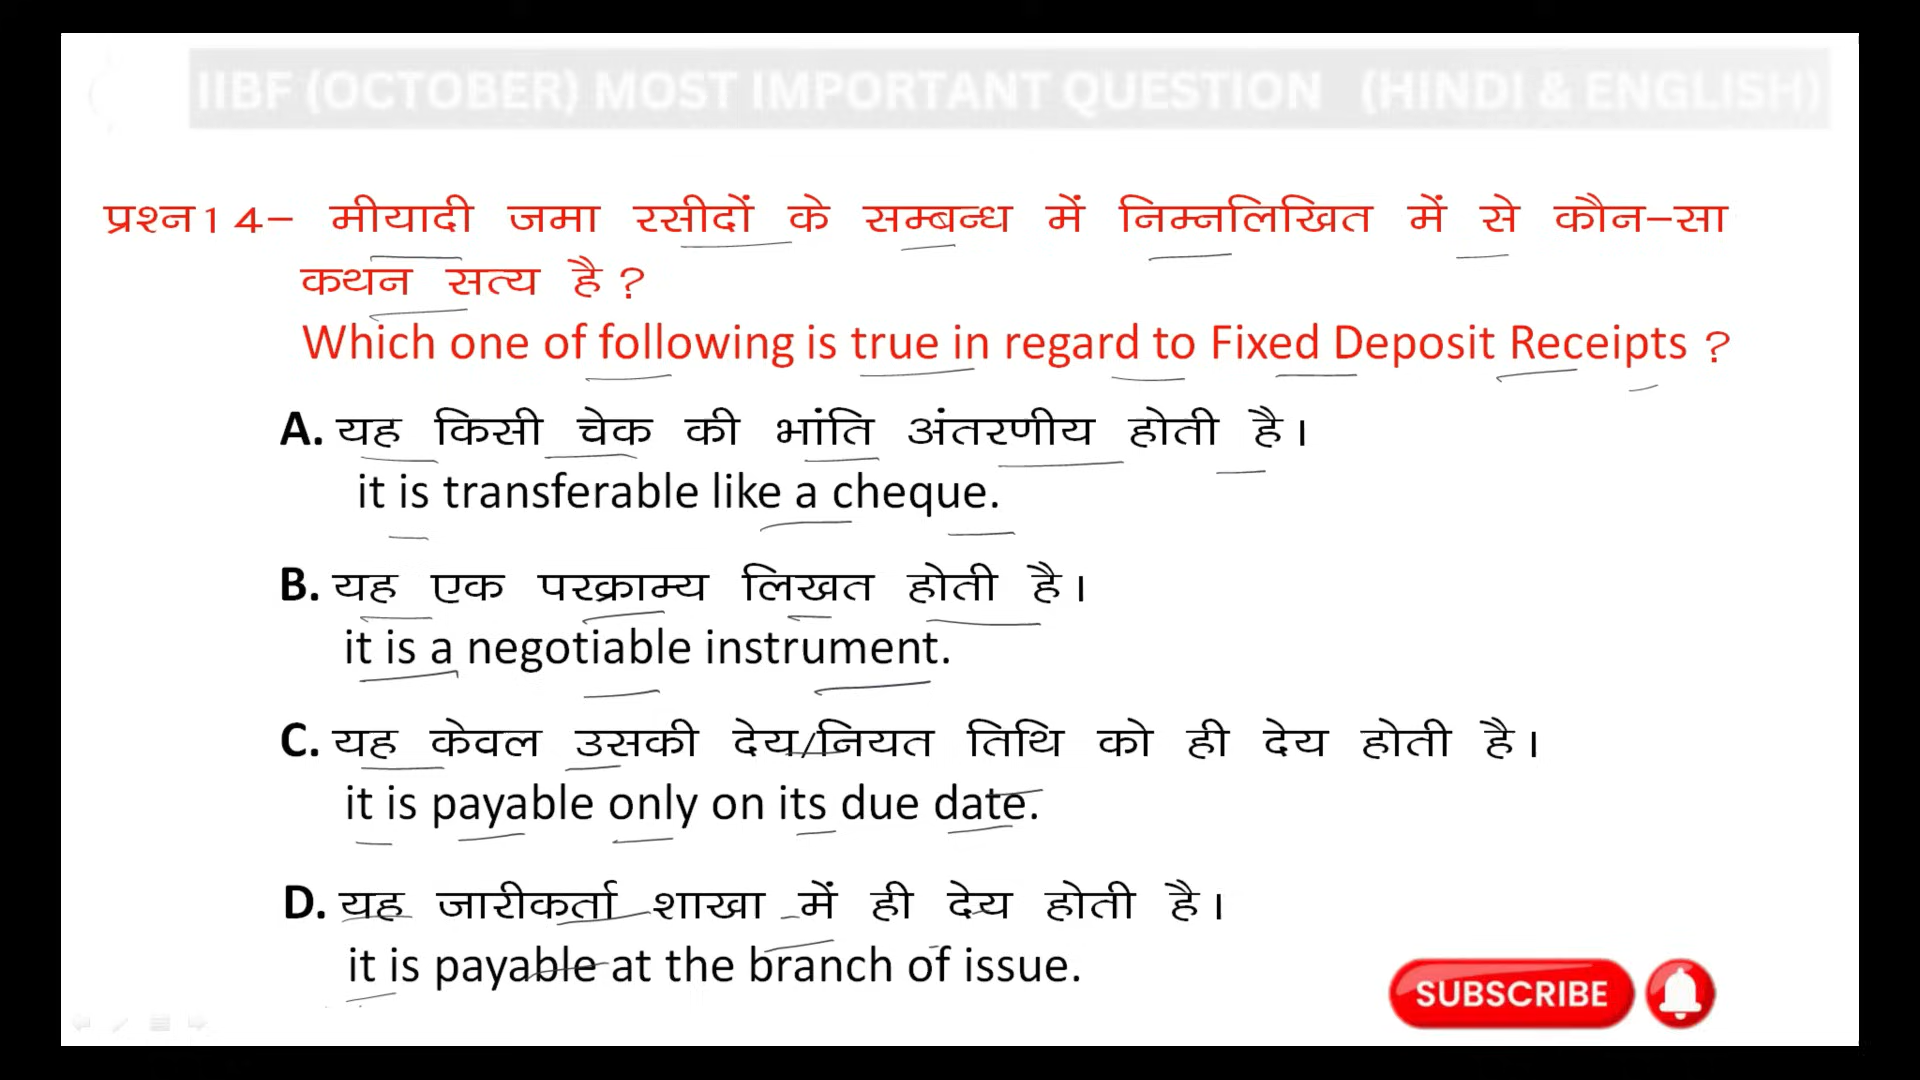 IIBF (OCTOBER) MOST IMPORTANT QUESTION (HINDI & ENGLISH)
प्रश्न14– मीयादी जमा रसीदों के सम्बन्ध में निम्नलिखित में से कौन–सा
कथन सत्य है ?
Which one of following is true in regard to Fixed Deposit Receipts ?
A. यह किसी चेक की भांति अंतरणीय होती है।
it is transferable like a cheque.
B. यह एक परक्राम्य लिखत होती है।
it is a negotiable instrument.
C. यह केवल उसकी देय/नियत तिथि को ही देय होती है।
it is payable only on its due date.
D. यह जारीकर्ता शाखा में ही देय होती है।
it is payable at the branch of issue.
SUBSCRIBE